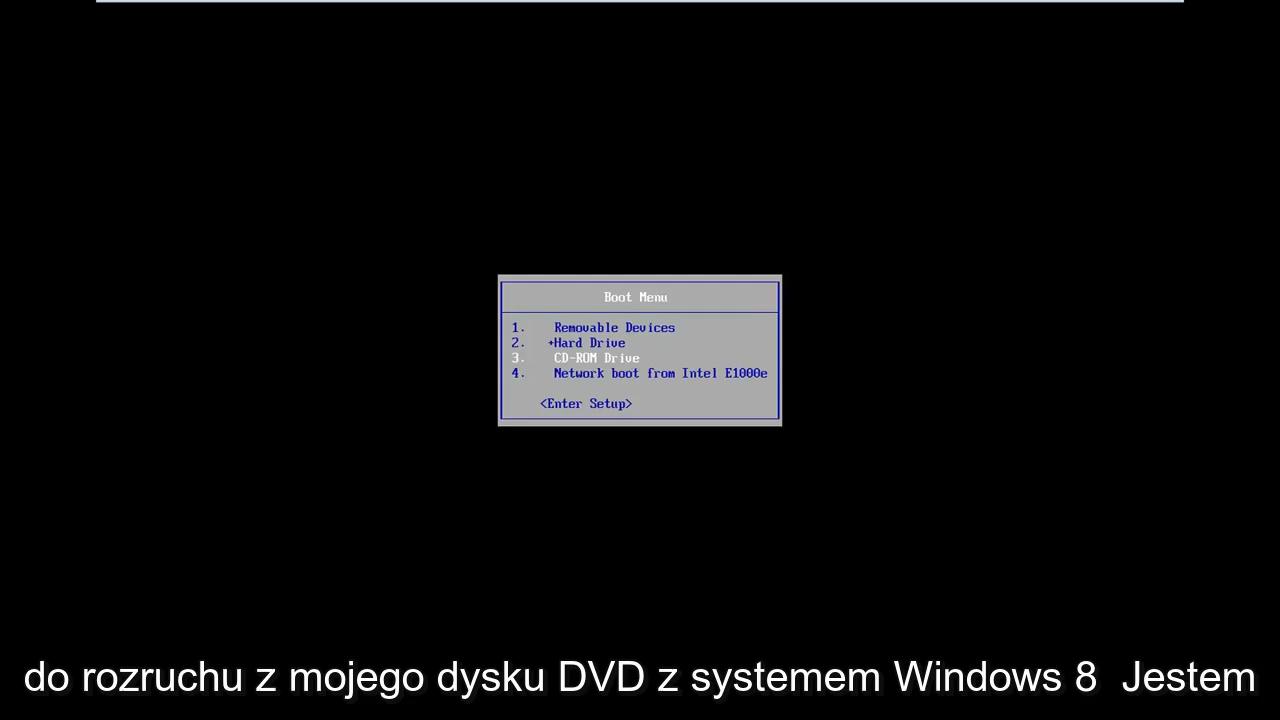 Boot Menu
1. Removable Devices
2. +Hard Drive
3. CD-ROM Drive
4. Network boot from Intel E1000e
<Enter Setup>
do rozruchu z mojego dysku DVD z systemem Windows 8 Jestem